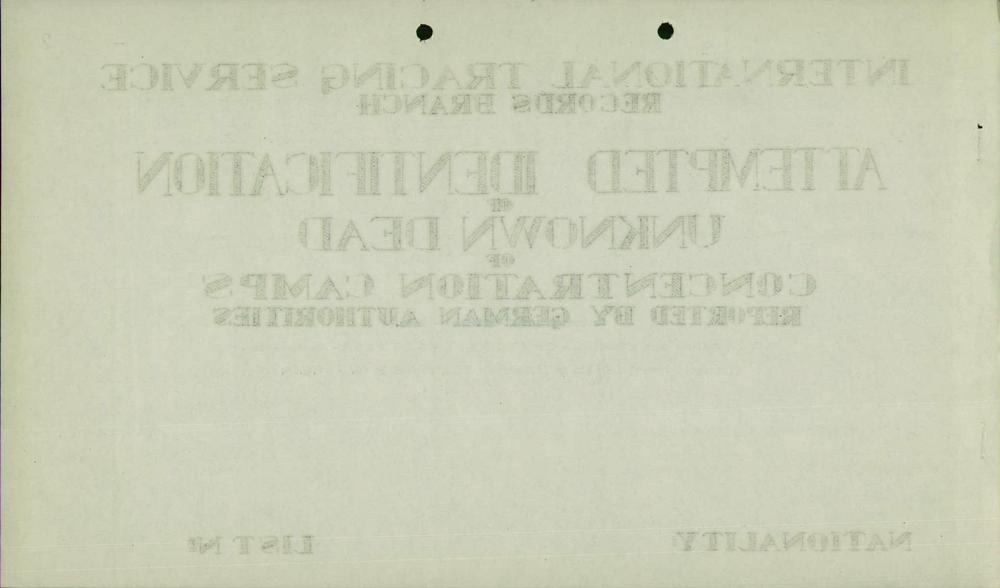 2
INTERNATIONAL TRACING SERVICE
RECORDS BRANCH
ATTEMPTED IDENTIFICATION
OF
UNKNOWN DEAD
OF
CONCENTRATION CAMPS
REPORTED BY GERMAN AUTHORITIES
NATIONALITY LIST Nº